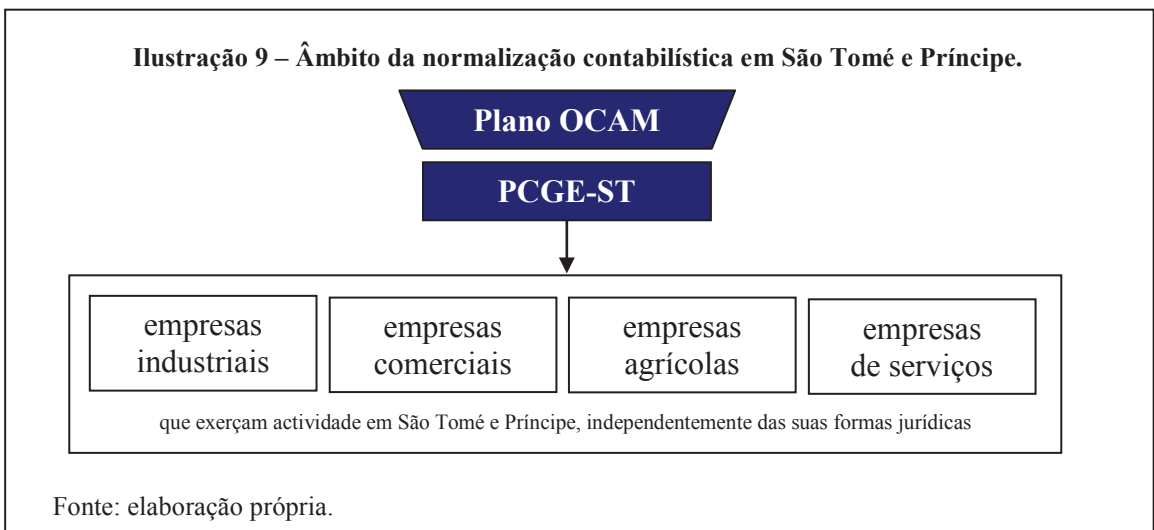 Ilustração 9 – Âmbito da normalização contabilística em São Tomé e Príncipe.
Plano OCAM
PCGE-ST
empresas
industriais
empresas
comerciais
empresas
agrícolas
empresas
de serviços
que exerçam actividade em São Tomé e Príncipe, independentemente das suas formas jurídicas
Fonte: elaboração própria.